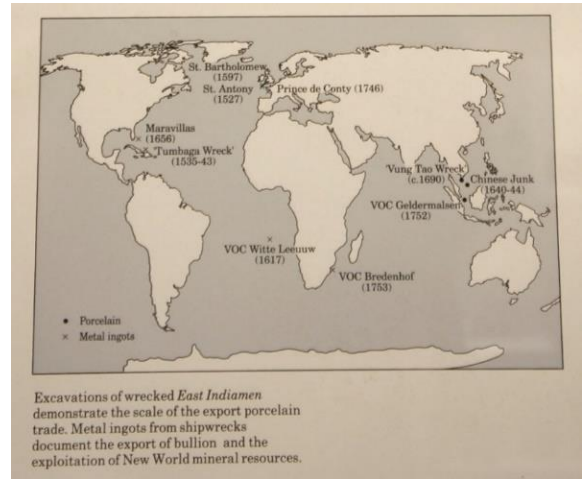 St. Bartholomew
(1597)
St. Antony
(1527)
Prince de Conty (1746)
Maravillas
(1656)
'Tumbaga Wreck'
(1535-43)
'Vung Tao Wreck'
(c.1690)
Chinese Junk
(1640-44)
VOC Geldermalsen
(1752)
VOC Witte Leeuuw
(1617)
VOC Bredenhof
(1753)
• Porcelain
× Metal ingots
Excavations of wrecked East Indiamen
demonstrate the scale of the export porcelain
trade. Metal ingots from shipwrecks
document the export of bullion and the
exploitation of New World mineral resources.